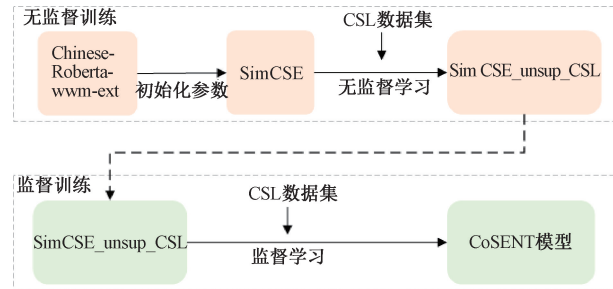 无监督训练
CSL数据集
Chinese-
Roberta-
wwm-ext
初始化参数
SimCSE
无监督学习
Sim CSE_unsup_CSL
监督训练
CSL数据集
SimCSE_unsup_CSL
监督学习
CoSENT模型